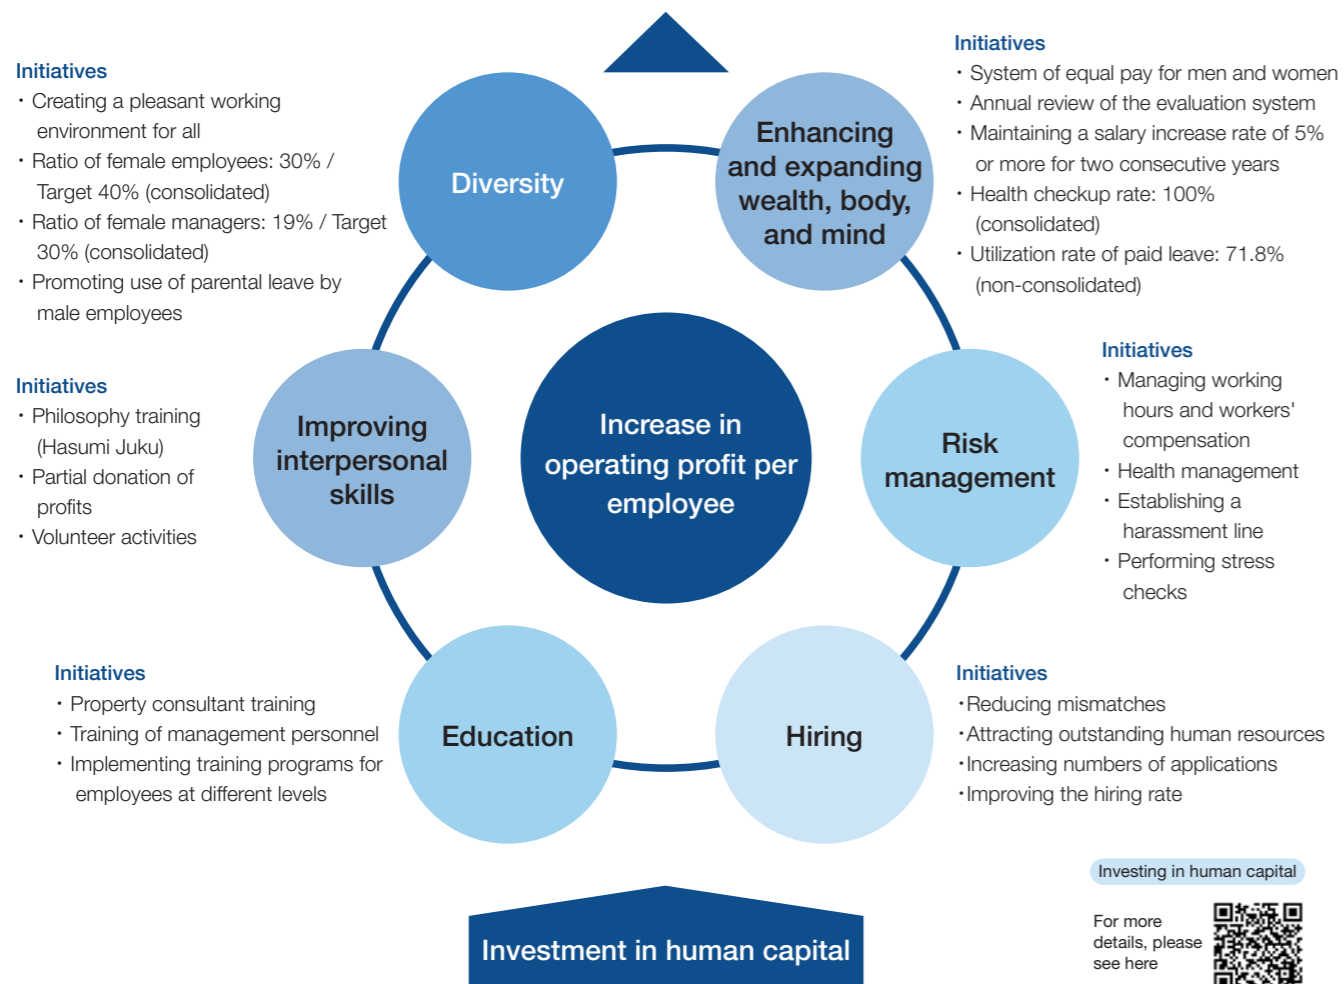 Initiatives
・Creating a pleasant working
environment for all
・Ratio of female employees: 30% /
Target 40% (consolidated)
・Ratio of female managers: 19% / Target
30% (consolidated)
・Promoting use of parental leave by
male employees
Diversity
Enhancing
and expanding
wealth, body,
and mind
Initiatives
・System of equal pay for men and women
・Annual review of the evaluation system
・Maintaining a salary increase rate of 5%
or more for two consecutive years
・Health checkup rate: 100%
(consolidated)
・Utilization rate of paid leave: 71.8%
(non-consolidated)
Initiatives
・Philosophy training
(Hasumi Juku)
・Partial donation of
profits
・Volunteer activities
Improving
interpersonal
skills
Increase in
operating profit per
employee
Risk
management
Initiatives
・Managing working
hours and workers'
compensation
・Health management
・Establishing a
harassment line
・Performing stress
checks
Initiatives
・Property consultant training
・Training of management personnel
・Implementing training programs for
employees at different levels
Education
Hiring
Initiatives
・Reducing mismatches
・Attracting outstanding human resources
・Increasing numbers of applications
・Improving the hiring rate
Investment in human capital
Investing in human capital
For more
details, please
see here